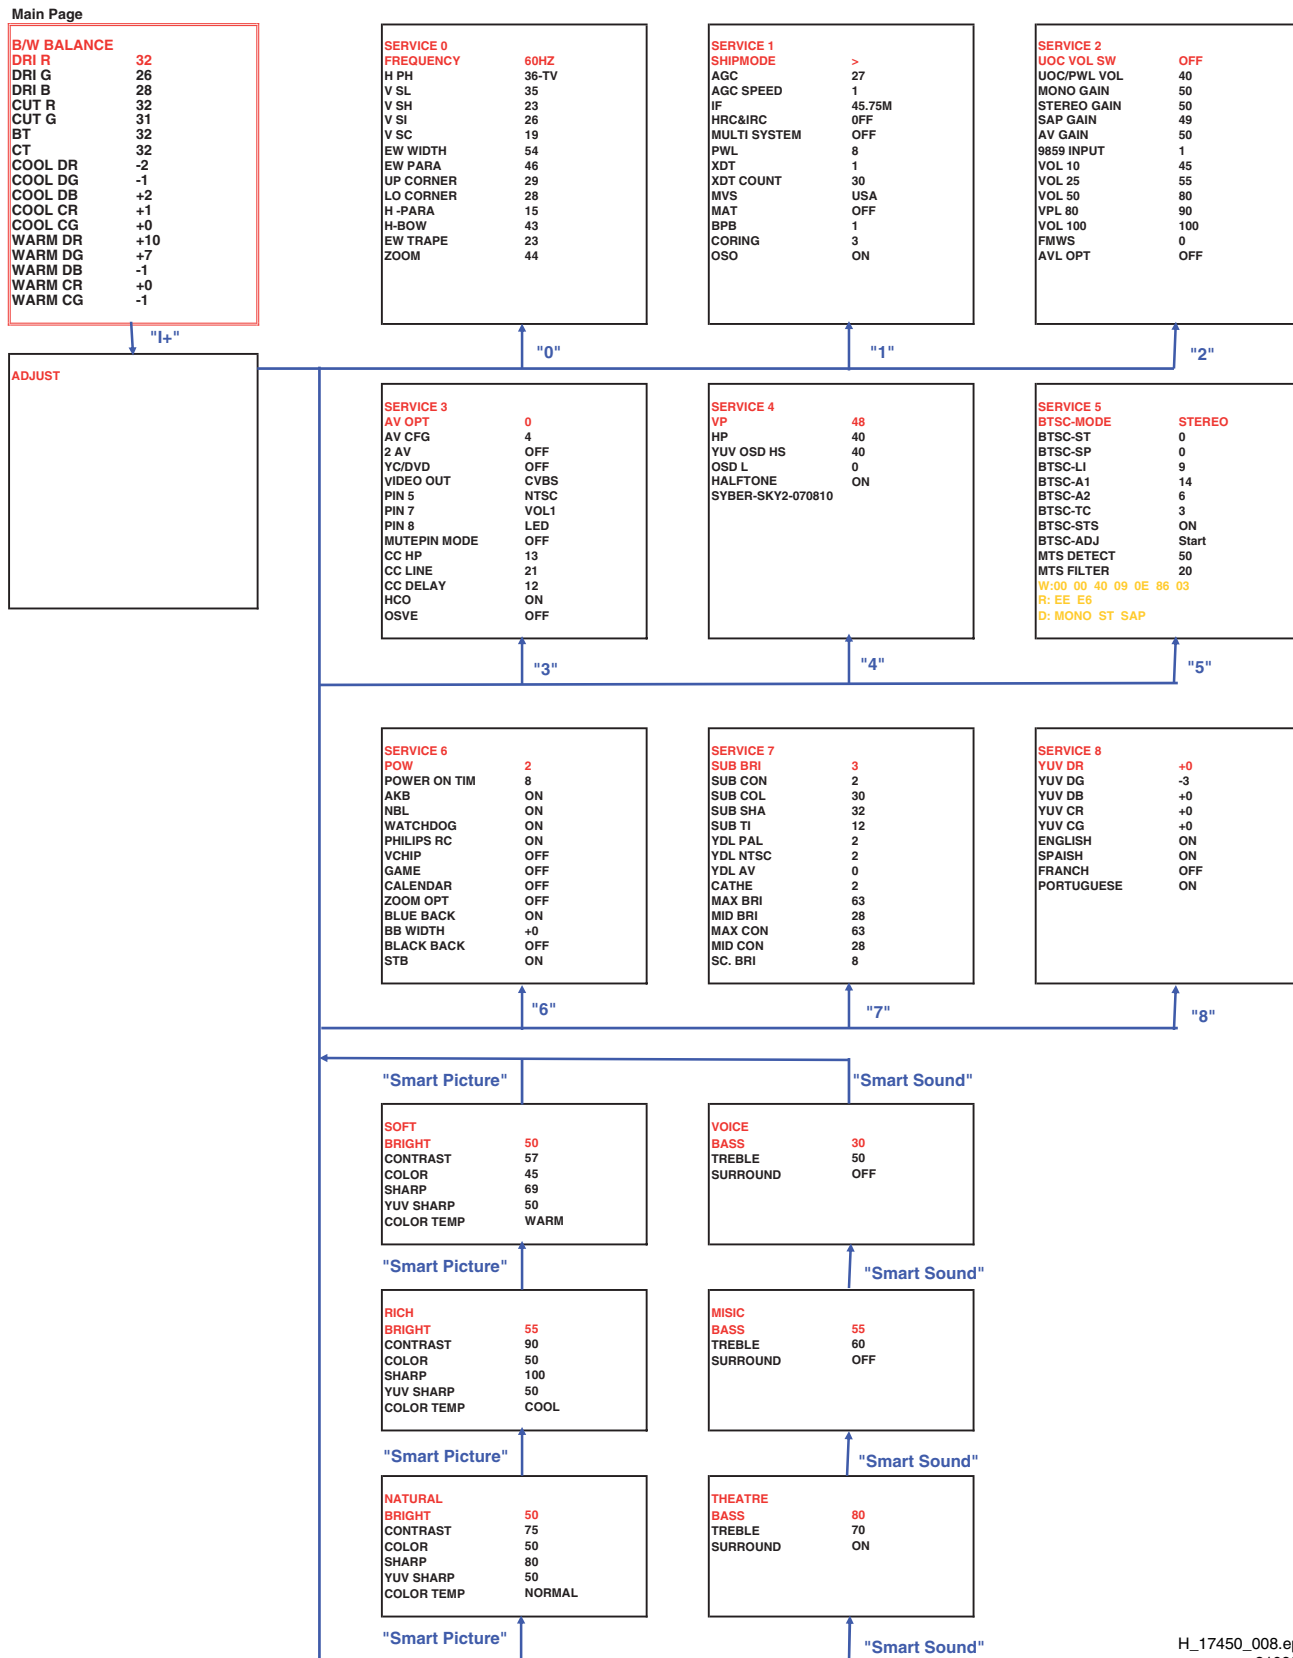 Main Page
B/W BALANCE
DRI R 32
DRI G 26
DRI B 28
CUT R 32
CUT G 31
BT 32
CT 32
COOL DR -2
COOL DG -1
COOL DB +2
COOL CR +1
COOL CG +0
WARM DR +10
WARM DG +7
WARM DB -1
WARM CR +0
WARM CG -1
"I+"
ADJUST
SERVICE 0
FREQUENCY 60HZ
H PH 36-TV
V SL 35
V SH 23
V SI 26
V SC 19
EW WIDTH 54
EW PARA 46
UP CORNER 29
LO CORNER 28
H -PARA 15
H-BOW 43
EW TRAPE 23
ZOOM 44
"0"
SERVICE 1
SHIPMODE >
AGC 27
AGC SPEED 1
IF 45.75M
HRC&IRC 0FF
MULTI SYSTEM OFF
PWL 8
XDT 1
XDT COUNT 30
MVS USA
MAT OFF
BPB 1
CORING 3
OSO ON
"1"
SERVICE 2
UOC VOL SW OFF
UOC/PWL VOL 40
MONO GAIN 50
STEREO GAIN 50
SAP GAIN 49
AV GAIN 50
9859 INPUT 1
VOL 10 45
VOL 25 55
VOL 50 80
VPL 80 90
VOL 100 100
FMWS 0
AVL OPT OFF
"2"
SERVICE 3
AV OPT 0
AV CFG 4
2 AV OFF
YC/DVD OFF
VIDEO OUT CVBS
PIN 5 NTSC
PIN 7 VOL1
PIN 8 LED
MUTEPIN MODE OFF
CC HP 13
CC LINE 21
CC DELAY 12
HCO ON
OSVE OFF
"3"
SERVICE 4
VP 48
HP 40
YUV OSD HS 40
OSD L 0
HALFTONE ON
SYBER-SKY2-070810
"4"
SERVICE 5
BTSC-MODE STEREO
BTSC-ST 0
BTSC-SP 0
BTSC-LI 9
BTSC-A1 14
BTSC-A2 6
BTSC-TC 3
BTSC-STS ON
BTSC-ADJ Start
MTS DETECT 50
MTS FILTER 20
W:00 00 40 09 0E 86 03
R: EE E6
D: MONO ST SAP
"5"
SERVICE 6
POW 2
POWER ON TIM 8
AKB ON
NBL ON
WATCHDOG ON
PHILIPS RC ON
VCHIP OFF
GAME OFF
CALENDAR OFF
ZOOM OPT OFF
BLUE BACK ON
BB WIDTH +0
BLACK BACK OFF
STB ON
"6"
SERVICE 7
SUB BRI 3
SUB CON 2
SUB COL 30
SUB SHA 32
SUB TI 12
YDL PAL 2
YDL NTSC 2
YDL AV 0
CATHE 2
MAX BRI 63
MID BRI 28
MAX CON 63
MID CON 28
SC. BRI 8
"7"
SERVICE 8
YUV DR +0
YUV DG -3
YUV DB +0
YUV CR +0
YUV CG +0
ENGLISH ON
SPAISH ON
FRANCH OFF
PORTUGUESE ON
"8"
"Smart Picture"
"Smart Sound"
SOFT
BRIGHT 50
CONTRAST 57
COLOR 45
SHARP 69
YUV SHARP 50
COLOR TEMP WARM
"Smart Picture"
VOICE
BASS 30
TREBLE 50
SURROUND OFF
"Smart Sound"
RICH
BRIGHT 55
CONTRAST 90
COLOR 50
SHARP 100
YUV SHARP 50
COLOR TEMP COOL
"Smart Picture"
MISIC
BASS 55
TREBLE 60
SURROUND OFF
"Smart Sound"
NATURAL
BRIGHT 50
CONTRAST 75
COLOR 50
SHARP 80
YUV SHARP 50
COLOR TEMP NORMAL
"Smart Picture"
THEATRE
BASS 80
TREBLE 70
SURROUND ON
"Smart Sound"